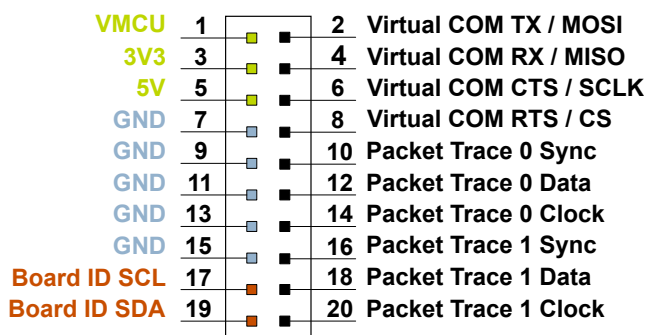 VMCU 1 2 Virtual COM TX / MOSI
3V3 3 4 Virtual COM RX / MISO
5V 5 6 Virtual COM CTS / SCLK
GND 7 8 Virtual COM RTS / CS
GND 9 10 Packet Trace 0 Sync
GND 11 12 Packet Trace 0 Data
GND 13 14 Packet Trace 0 Clock
GND 15 16 Packet Trace 1 Sync
Board ID SCL 17 18 Packet Trace 1 Data
Board ID SDA 19 20 Packet Trace 1 Clock